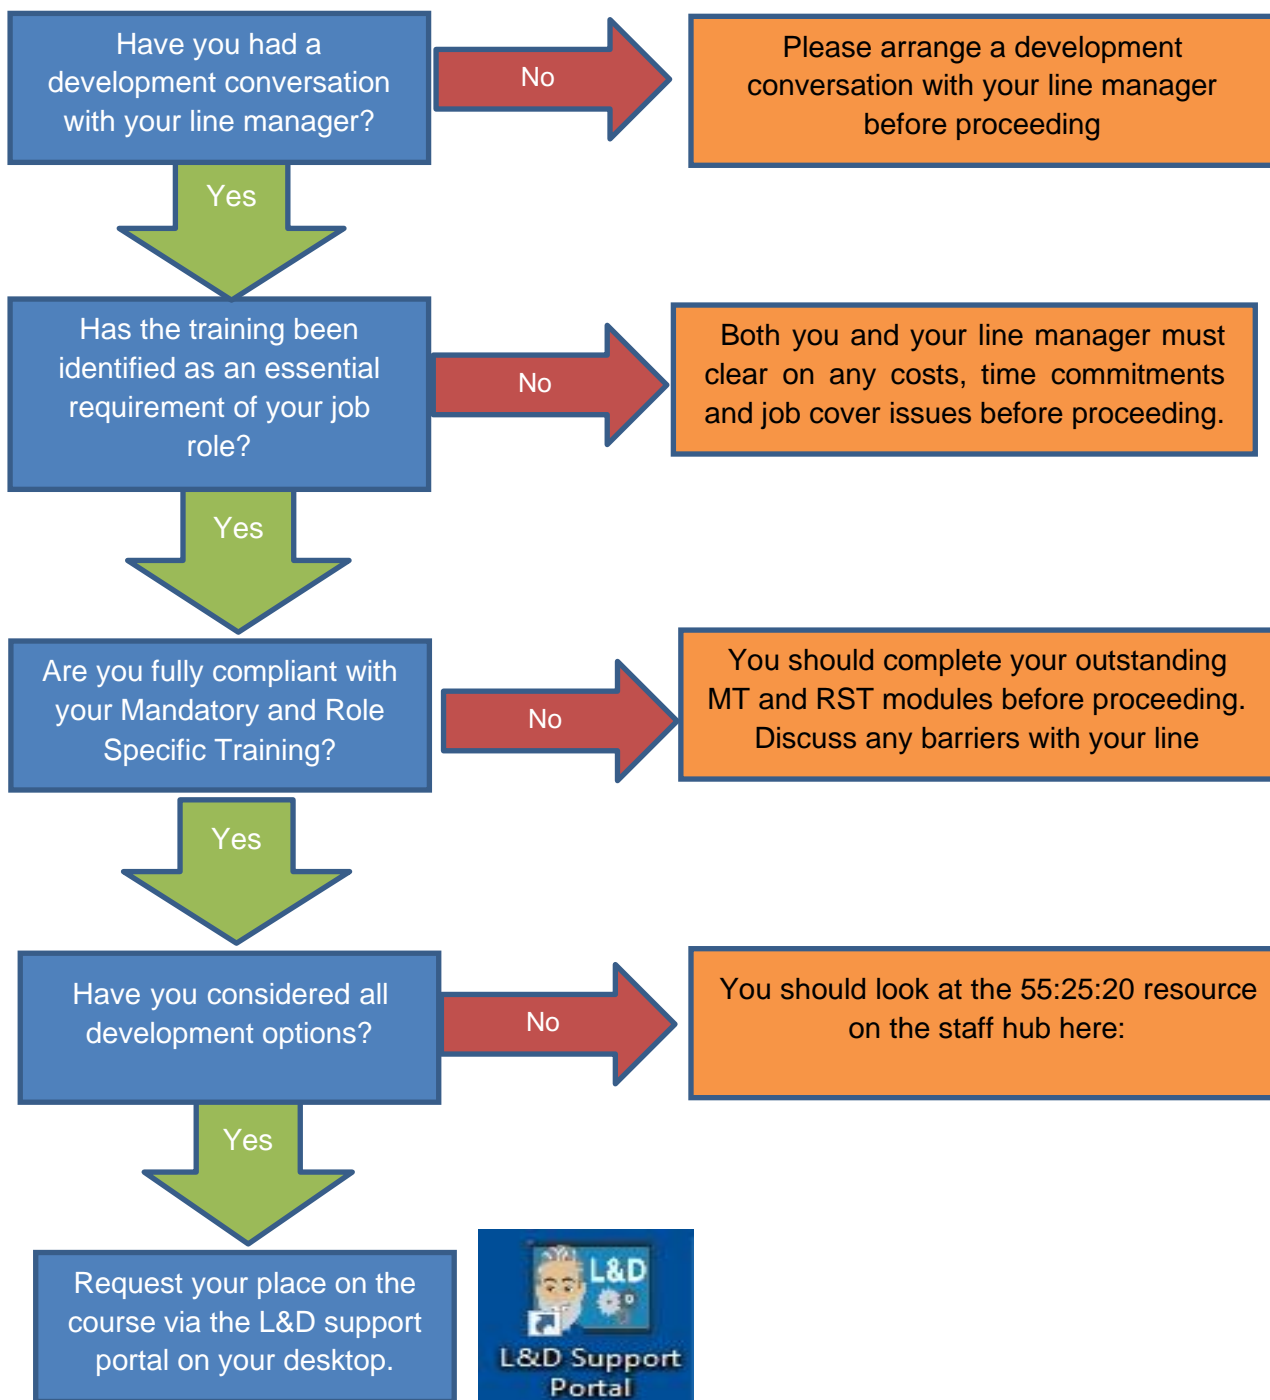 Have you had a
development conversation
with your line manager?
No
Please arrange a development
conversation with your line manager
before proceeding
Yes
Has the training been
identified as an essential
requirement of your job
role?
No
Both you and your line manager must
clear on any costs, time commitments
and job cover issues before proceeding.
Yes
Are you fully compliant with
your Mandatory and Role
Specific Training?
No
You should complete your outstanding
MT and RST modules before proceeding.
Discuss any barriers with your line
Yes
Have you considered all
development options?
No
You should look at the 55:25:20 resource
on the staff hub here:
Yes
Request your place on the
course via the L&D support
portal on your desktop.
L&D
L&D Support
Portal